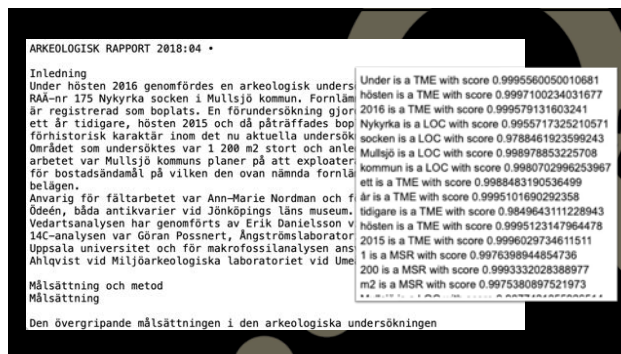 ARKEOLOGISK RAPPORT 2018:04 •
Inledning
Under hösten 2016 genomfördes en arkeologisk unders
RAÄ-nr 175 Nykyrka socken i Mullsjö kommun. Fornläm
är registrerad som boplats. En förundersökning gjor
ett år tidigare, hösten 2015 och då påträffades bop
förhistorisk karaktär inom det nu aktuella undersök
Området som undersöktes var 1 200 m2 stort och anle
arbetet var Mullsjö kommuns planer på att exploater
för bostadsändamål på vilken den ovan nämnda fornlä
belägen.
Anvarig för fältarbetet var Ann-Marie Nordman och f
Ödeén, båda antikvarier vid Jönköpings läns museum.
Vedartsanalysen har genomförts av Erik Danielsson v
14C-analysen var Göran Possnert, Ångströmslaborator
Uppsala universitet och för makrofossilanalysen ans
Ahlqvist vid Miljöarkeologiska laboratoriet vid Ume
Målsättning och metod
Målsättning
Den övergripande målsättningen i den arkeologiska undersökningen
Under is a TME with score 0.9995560050010681
hösten is a TME with score 0.9997100234031677
2016 is a TME with score 0.999579131603241
Nykyrka is a LOC with score 0.9955717325210571
socken is a LOC with score 0.9788461923599243
Mullsjö is a LOC with score 0.998978853225708
kommun is a LOC with score 0.9980702996253967
ett is a TME with score 0.99884831905364​99
år is a TME with score 0.9995101690292358
tidigare is a TME with score 0.9849643111228943
hösten is a TME with score 0.9995123147964478
2015 is a TME with score 0.9996029734611511
1 is a MSR with score 0.9976398944854736
200 is a MSR with score 0.9993332028388977
m2 is a MSR with score 0.9975380897521973